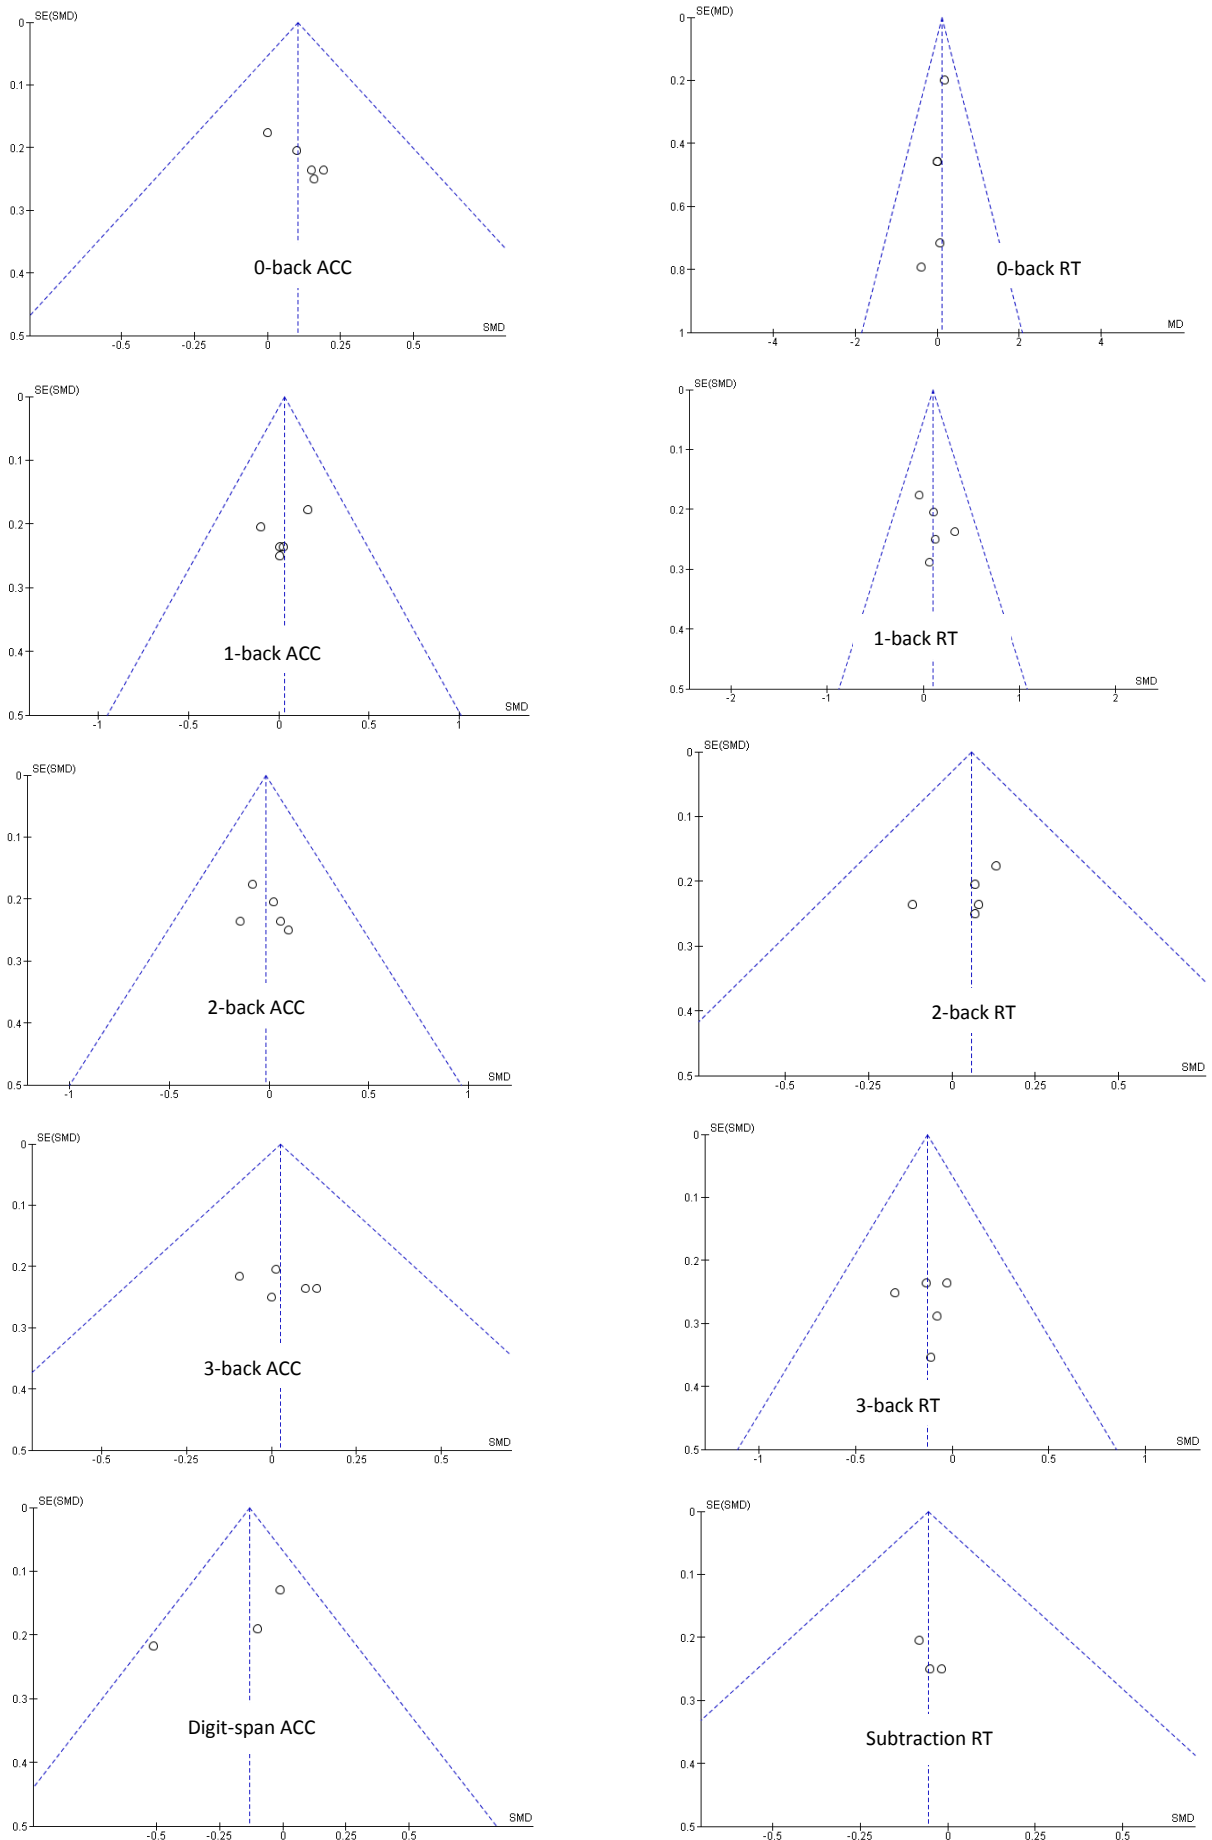 SE(SMD)
0
0.1
0.2
0.3
0.4
0.5
0-back ACC
SMD
-0.5 -0.25 0 0.25 0.5
SE(MD)
0
0.2
0.4
0.6
0.8
1
0-back RT
MD
-4 -2 0 2 4
SE(SMD)
0
0.1
0.2
0.3
0.4
0.5
1-back ACC
SMD
-1 -0.5 0 0.5 1
SE(SMD)
0
0.1
0.2
0.3
0.4
0.5
1-back RT
SMD
-2 -1 0 1 2
SE(SMD)
0
0.1
0.2
0.3
0.4
0.5
2-back ACC
SMD
-1 -0.5 0 0.5 1
SE(SMD)
0
0.1
0.2
0.3
0.4
0.5
2-back RT
SMD
-0.5 -0.25 0 0.25 0.5
SE(SMD)
0
0.1
0.2
0.3
0.4
0.5
3-back ACC
SMD
-0.5 -0.25 0 0.25 0.5
SE(SMD)
0
0.1
0.2
0.3
0.4
0.5
3-back RT
SMD
-1 -0.5 0 0.5 1
SE(SMD)
0
0.1
0.2
0.3
0.4
0.5
Digit-span ACC
SMD
-0.5 -0.25 0 0.25 0.5
SE(SMD)
0
0.1
0.2
0.3
0.4
0.5
Subtraction RT
SMD
-0.5 -0.25 0 0.25 0.5